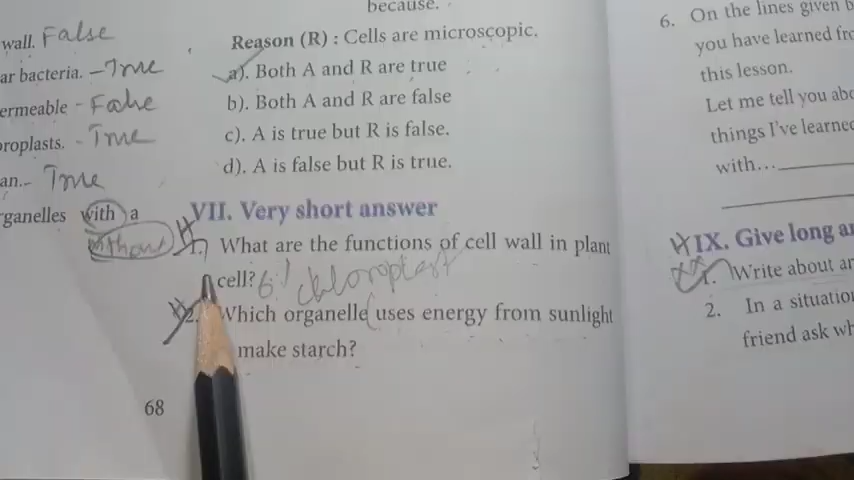 because.
wall. False
ar bacteria. - True
ermeable - False
roplasts. - True
an.. - True
rganelles with a
without
Reason (R) : Cells are microscopic.
a). Both A and R are true
b). Both A and R are false
c). A is true but R is false.
d). A is false but R is true.
VII. Very short answer
1. What are the functions of cell wall in plant
cell?
chloroplast
2. Which organelle uses energy from sunlight
make starch?
68
6. On the lines given b
you have learned fro
this lesson.
Let me tell you abo
things I've learned
with...
IX. Give long an
1. Write about an
2. In a situation
friend ask wh